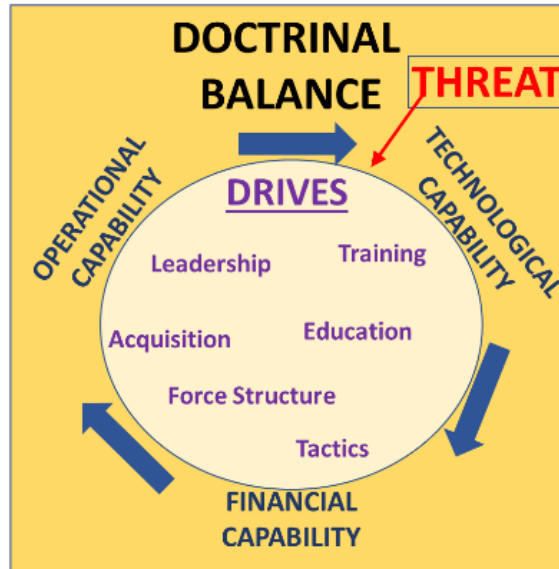 DOCTRINAL
BALANCE
THREAT
OPERATIONAL
CAPABILITY
TECHNOLOGICAL
CAPABILITY
DRIVES
Leadership
Training
Acquisition
Education
Force Structure
Tactics
FINANCIAL
CAPABILITY